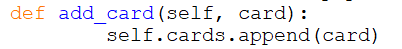 def add_card(self, card):
        self.cards.append(card)